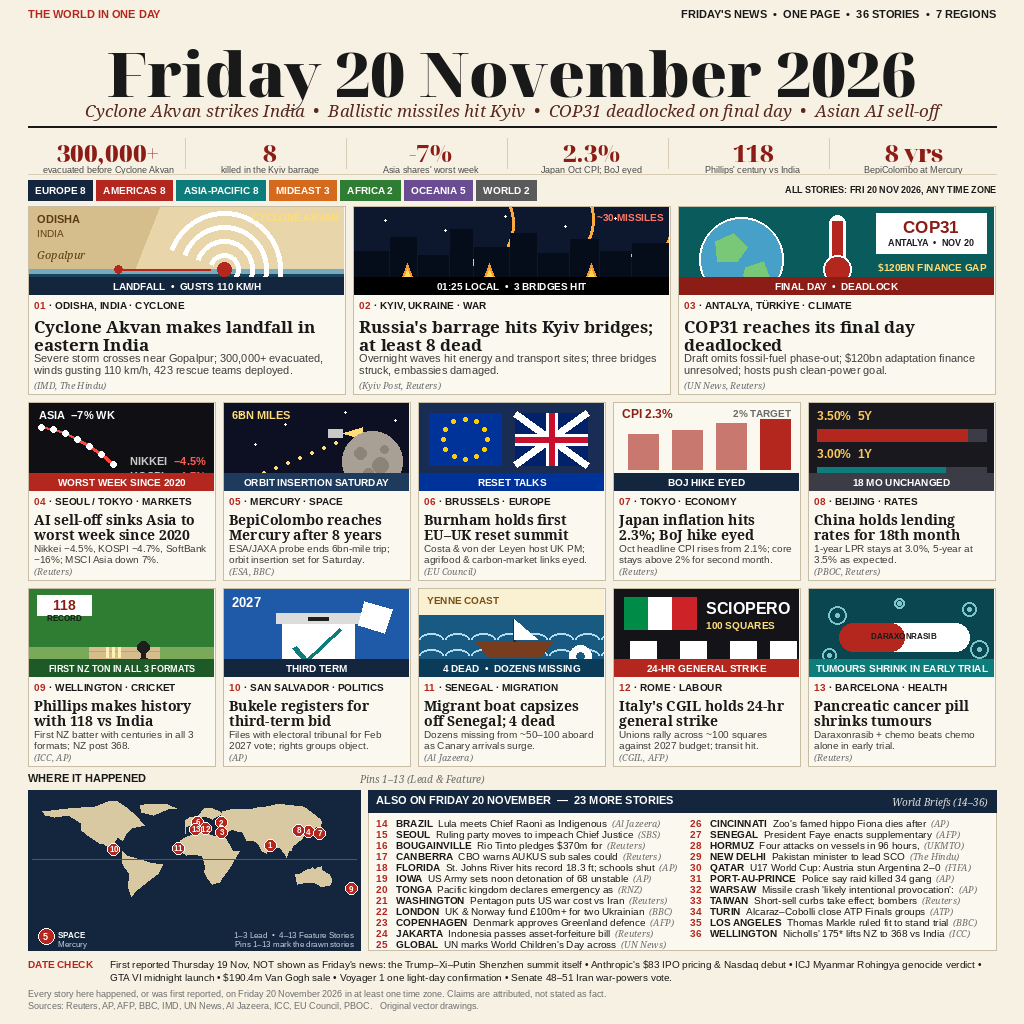 THE WORLD IN ONE DAY
FRIDAY'S NEWS • ONE PAGE • 36 STORIES • 7 REGIONS
Friday 20 November 2026
Cyclone Akvan strikes India • Ballistic missiles hit Kyiv • COP31 deadlocked on final day • Asian AI sell-off
300,000+
evacuated before Cyclone Akvan
8
killed in the Kyiv barrage
-7%
Asia shares' worst week
2.3%
Japan Oct CPI; BoJ eyed
118
Phillips' century vs India
8 yrs
BepiColombo at Mercury
EUROPE 8
AMERICAS 8
ASIA-PACIFIC 8
MIDEAST 3
AFRICA 2
OCEANIA 5
WORLD 2
ALL STORIES: FRI 20 NOV 2026, ANY TIME ZONE
ODISHA
INDIA
Gopalpur
LANDFALL • GUSTS 110 KM/H
01 · ODISHA, INDIA · CYCLONE
Cyclone Akvan makes landfall in
eastern India
Severe storm crosses near Gopalpur; 300,000+ evacuated,
winds gusting 110 km/h, 423 rescue teams deployed.
(IMD, The Hindu)
~30 MISSILES
01:25 LOCAL • 3 BRIDGES HIT
02 · KYIV, UKRAINE · WAR
Russia's barrage hits Kyiv bridges;
at least 8 dead
Overnight waves hit energy and transport sites; three bridges
struck, embassies damaged.
(Kyiv Post, Reuters)
COP31
ANTALYA • NOV 20
$120BN FINANCE GAP
FINAL DAY • DEADLOCK
03 · ANTALYA, TÜRKİYE · CLIMATE
COP31 reaches its final day
deadlocked
Draft omits fossil-fuel phase-out; $120bn adaptation finance
unresolved; hosts push clean-power goal.
(UN News, Reuters)
ASIA −7% WK
NIKKEI −4.5%
WORST WEEK SINCE 2020
04 · SEOUL / TOKYO · MARKETS
AI sell-off sinks Asia to
worst week since 2020
Nikkei −4.5%, KOSPI −4.7%, SoftBank
−16%; MSCI Asia down 7%.
(Reuters)
6BN MILES
ORBIT INSERTION SATURDAY
05 · MERCURY · SPACE
BepiColombo reaches
Mercury after 8 years
ESA/JAXA probe ends 6bn-mile trip;
orbit insertion set for Saturday.
(ESA, BBC)
RESET TALKS
06 · BRUSSELS · EUROPE
Burnham holds first
EU–UK reset summit
Costa & von der Leyen host UK PM;
agrifood & carbon-market links eyed.
(EU Council)
CPI 2.3%
2% TARGET
BOJ HIKE EYED
07 · TOKYO · ECONOMY
Japan inflation hits
2.3%; BoJ hike eyed
Oct headline CPI rises from 2.1%; core
stays above 2% for second month.
(Reuters)
3.50% 5Y
3.00% 1Y
18 MO UNCHANGED
08 · BEIJING · RATES
China holds lending
rates for 18th month
1-year LPR stays at 3.0%, 5-year at
3.5% as expected.
(PBOC, Reuters)
118
RECORD
FIRST NZ TON IN ALL 3 FORMATS
09 · WELLINGTON · CRICKET
Phillips makes history
with 118 vs India
First NZ batter with centuries in all 3
formats; NZ post 368.
(ICC, AP)
2027
THIRD TERM
10 · SAN SALVADOR · POLITICS
Bukele registers for
third-term bid
Files with electoral tribunal for Feb
2027 vote; rights groups object.
(AP)
YENNE COAST
4 DEAD • DOZENS MISSING
11 · SENEGAL · MIGRATION
Migrant boat capsizes
off Senegal; 4 dead
Dozens missing from ~50–100 aboard
as Canary arrivals surge.
(Al Jazeera)
SCIOPERO
100 SQUARES
24-HR GENERAL STRIKE
12 · ROME · LABOUR
Italy's CGIL holds 24-hr
general strike
Unions rally across ~100 squares
against 2027 budget; transit hit.
(CGIL, AFP)
DARAXONRASIB
TUMOURS SHRINK IN EARLY TRIAL
13 · BARCELONA · HEALTH
Pancreatic cancer pill
shrinks tumours
Daraxonrasib + chemo beats chemo
alone in early trial.
(Reuters)
WHERE IT HAPPENED
Pins 1–13 (Lead & Feature)
2
13
12
3
8
4
7
10
11
1
9
5
SPACE
Mercury
1–3 Lead • 4–13 Feature Stories
Pins 1–13 mark the drawn stories
ALSO ON FRIDAY 20 NOVEMBER — 23 MORE STORIES
World Briefs (14–36)
14 BRAZIL Lula meets Chief Raoni as Indigenous (Al Jazeera)
15 SEOUL Ruling party moves to impeach Chief Justice (SBS)
16 BOUGAINVILLE Rio Tinto pledges $370m for (Reuters)
17 CANBERRA CBO warns AUKUS sub sales could (Reuters)
18 FLORIDA St. Johns River hits record 18.3 ft; schools shut (AP)
19 IOWA US Army sets noon detonation of 68 unstable (AP)
20 TONGA Pacific kingdom declares emergency as (RNZ)
21 WASHINGTON Pentagon puts US war cost vs Iran (Reuters)
22 LONDON UK & Norway fund £100m+ for two Ukrainian (BBC)
23 COPENHAGEN Denmark approves Greenland defence (AFP)
24 JAKARTA Indonesia passes asset-forfeiture bill (Reuters)
25 GLOBAL UN marks World Children's Day across (UN News)
26 CINCINNATI Zoo's famed hippo Fiona dies after (AP)
27 SENEGAL President Faye enacts supplementary (AFP)
28 HORMUZ Four attacks on vessels in 96 hours, (UKMTO)
29 NEW DELHI Pakistan minister to lead SCO (The Hindu)
30 QATAR U17 World Cup: Austria stun Argentina 2–0 (FIFA)
31 PORT-AU-PRINCE Police say raid killed 34 gang (AP)
32 WARSAW Missile crash 'likely intentional provocation': (AP)
33 TAIWAN Short-sell curbs take effect; bombers (Reuters)
34 TURIN Alcaraz–Cobolli close ATP Finals groups (ATP)
35 LOS ANGELES Thomas Markle ruled fit to stand trial (BBC)
36 WELLINGTON Nicholls' 175* lifts NZ to 368 vs India (ICC)
DATE CHECK
First reported Thursday 19 Nov, NOT shown as Friday's news: the Trump–Xi–Putin Shenzhen summit itself • Anthropic's $83 IPO pricing & Nasdaq debut • ICJ Myanmar Rohingya genocide verdict •
GTA VI midnight launch • $190.4m Van Gogh sale • Voyager 1 one light-day confirmation • Senate 48–51 Iran war-powers vote.
Every story here happened, or was first reported, on Friday 20 November 2026 in at least one time zone. Claims are attributed, not stated as fact.
Sources: Reuters, AP, AFP, BBC, IMD, UN News, Al Jazeera, ICC, EU Council, PBOC. Original vector drawings.